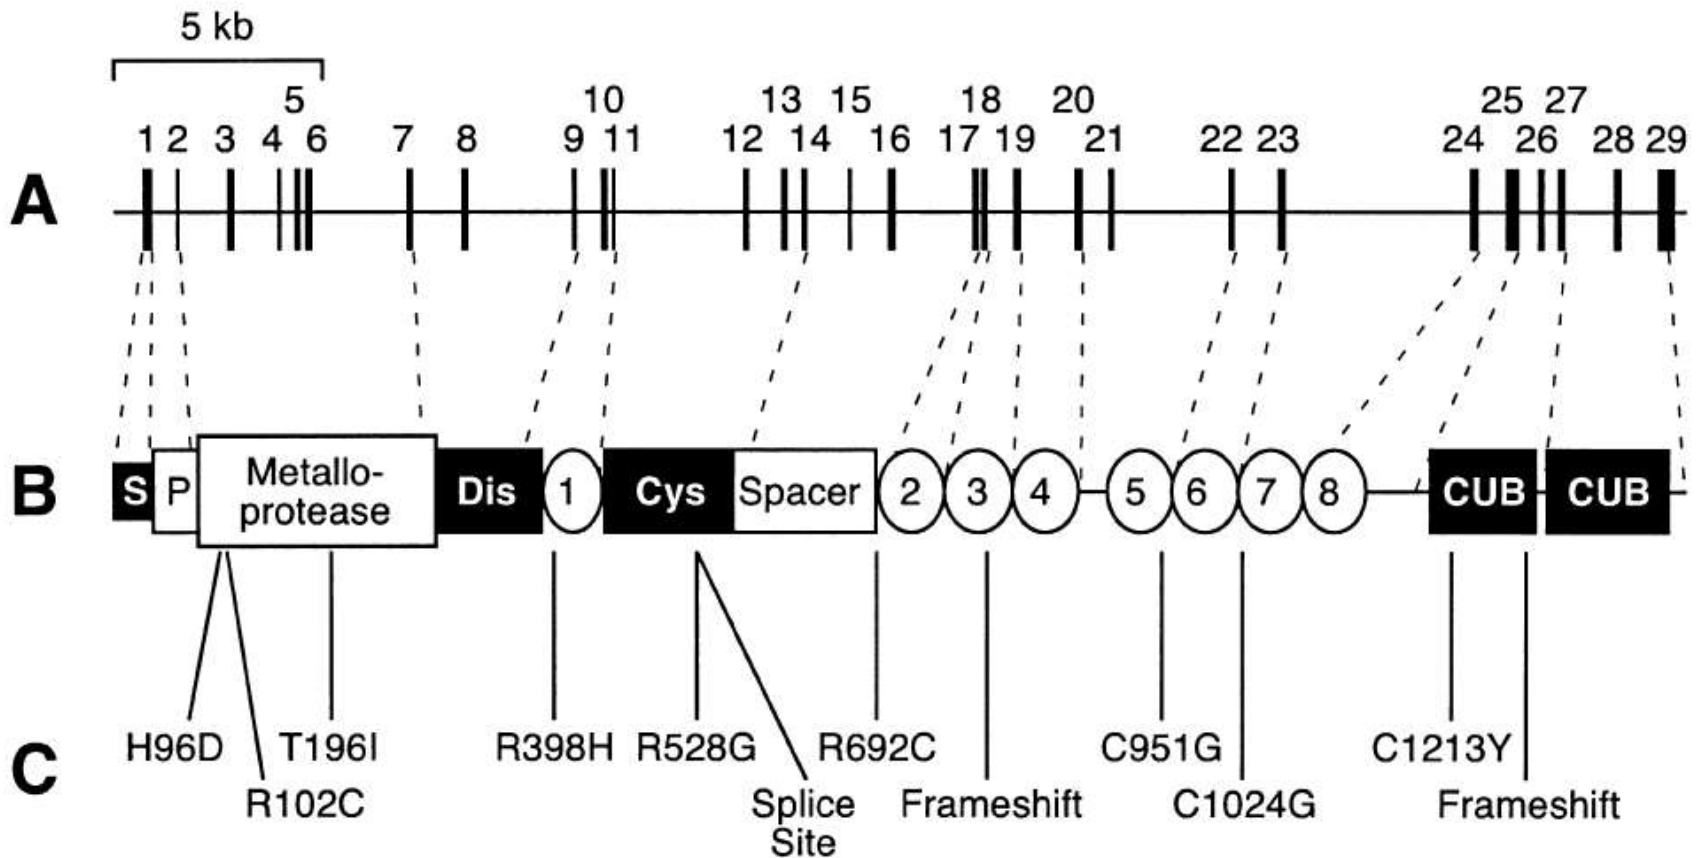 5 kb
5 10 13 15 18 20 25 27
1 2 3 4 6 7 8 9 11 12 14 16 17 19 21 22 23 24 26 28 29
A
B
S P Metallo-
protease
Dis 1 Cys Spacer 2 3 4 5 6 7 8 CUB CUB
C
H96D T196I R398H R528G R692C C951G C1213Y
R102C Splice
Site
Frameshift C1024G Frameshift